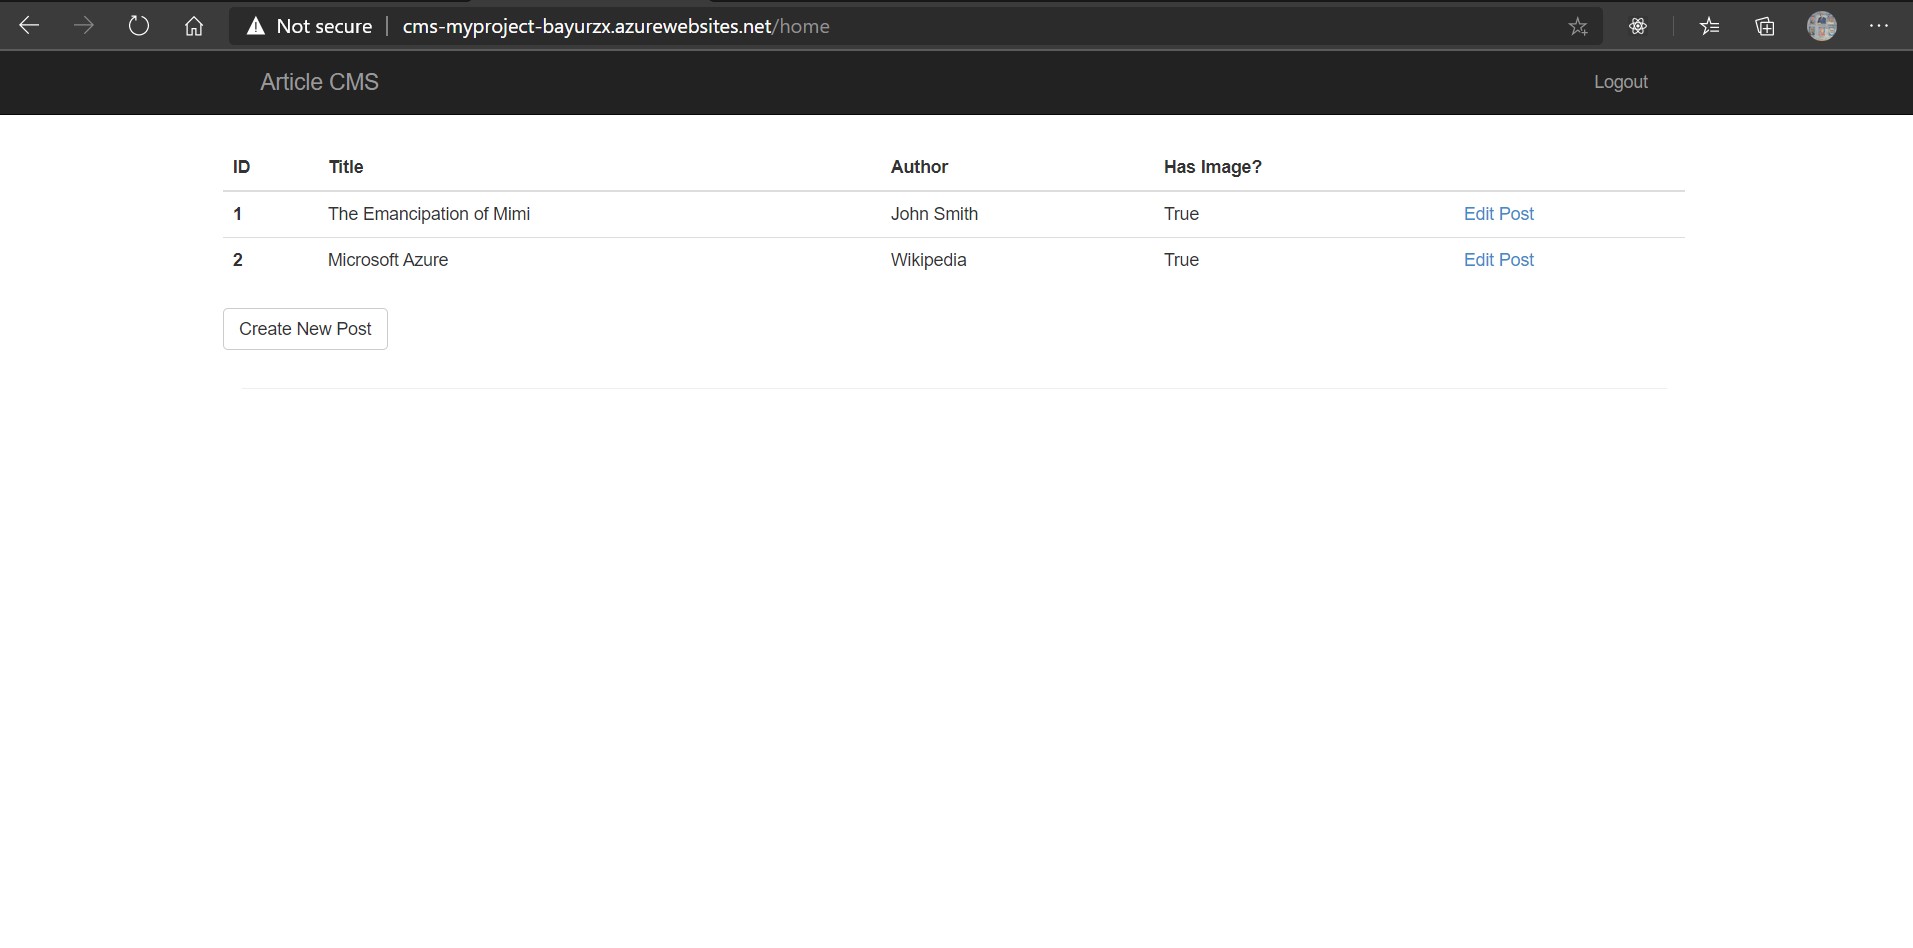 Not secure | cms-myproject-bayurzx.azurewebsites.net/home
Article CMS Logout
ID Title Author Has Image?
1 The Emancipation of Mimi John Smith True Edit Post
2 Microsoft Azure Wikipedia True Edit Post
Create New Post